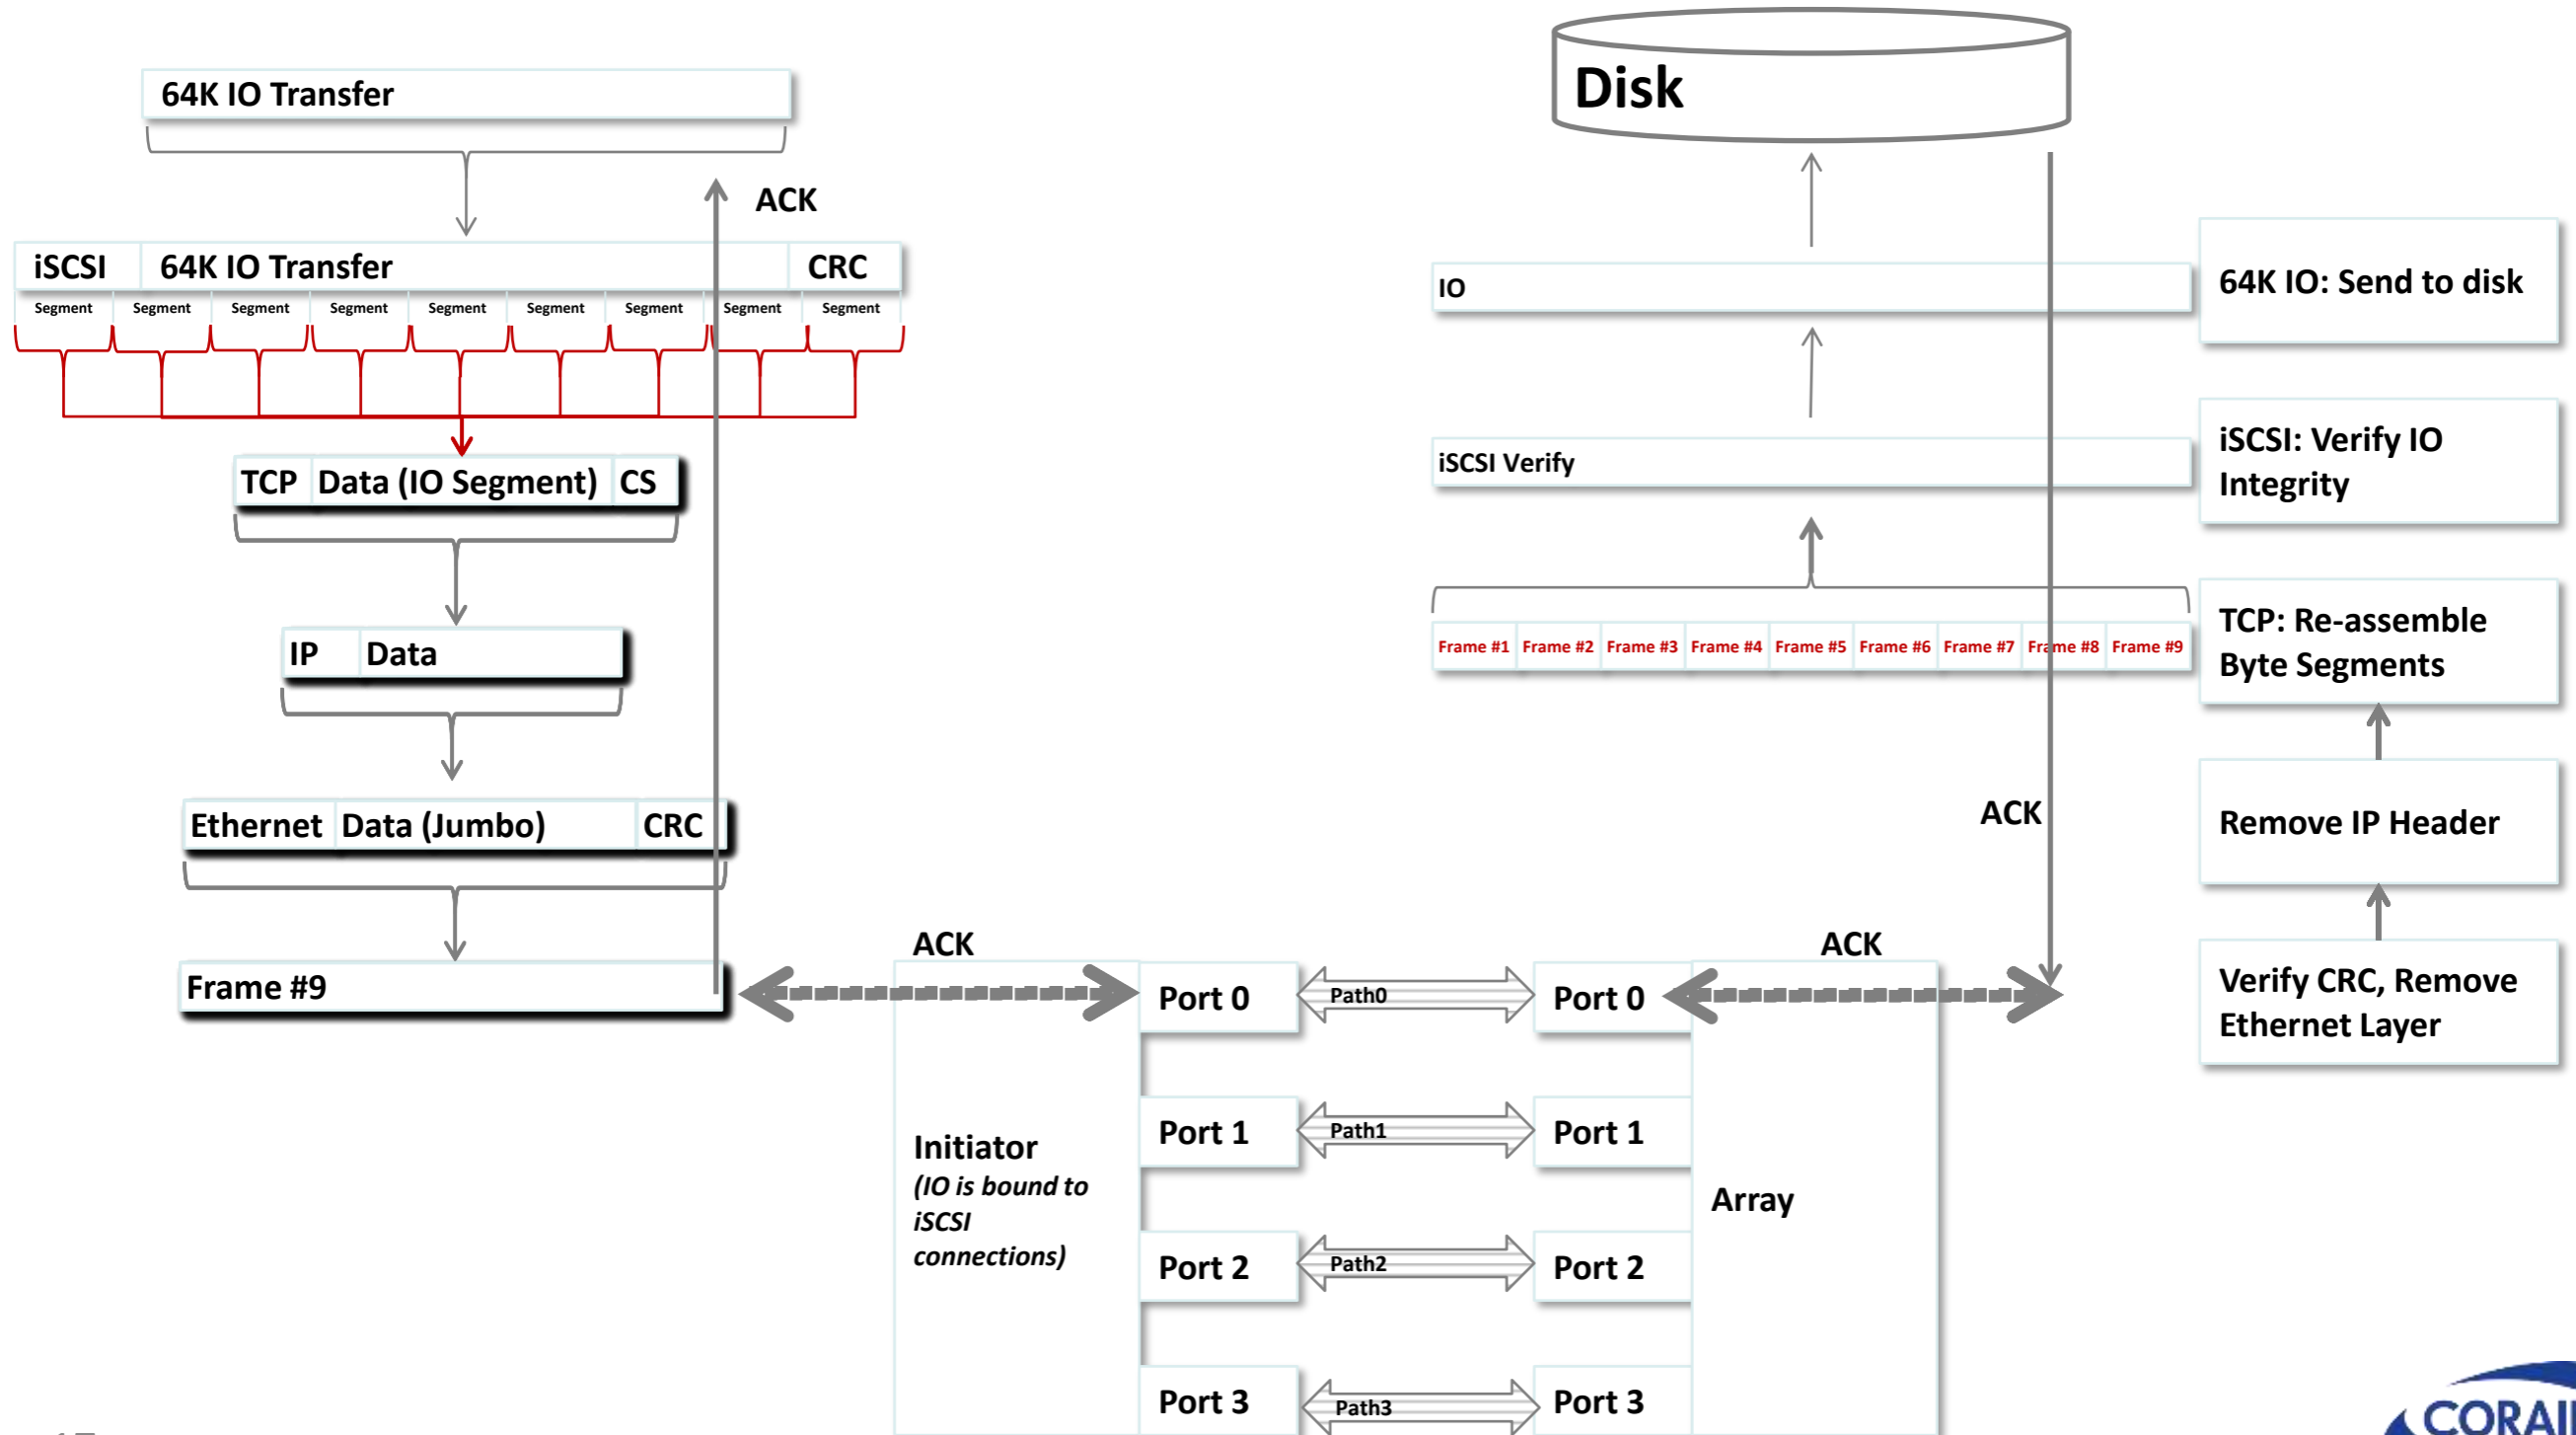 64K IO Transfer
ACK
iSCSI 64K IO Transfer CRC
Segment Segment Segment Segment Segment Segment Segment Segment Segment
TCP Data (IO Segment) CS
IP Data
Ethernet Data (Jumbo) CRC
Frame #9
ACK
Initiator
(IO is bound to
iSCSI
connections)
Port 0
Port 1
Port 2
Port 3
Path0
Path1
Path2
Path3
Port 0
Port 1
Port 2
Port 3
ACK
Array
ACK
Disk
IO
iSCSI Verify
Frame #1 Frame #2 Frame #3 Frame #4 Frame #5 Frame #6 Frame #7 Frame #8 Frame #9
64K IO: Send to disk
iSCSI: Verify IO
Integrity
TCP: Re-assemble
Byte Segments
Remove IP Header
Verify CRC, Remove
Ethernet Layer